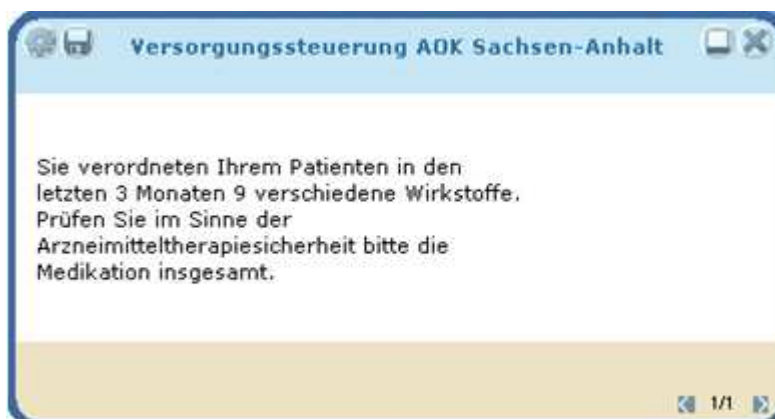 Versorgungssteuerung AOK Sachsen-Anhalt
Sie verordneten Ihrem Patienten in den
letzten 3 Monaten 9 verschiedene Wirkstoffe.
Prüfen Sie im Sinne der
Arzneimitteltherapiesicherheit bitte die
Medikation insgesamt.
1/1